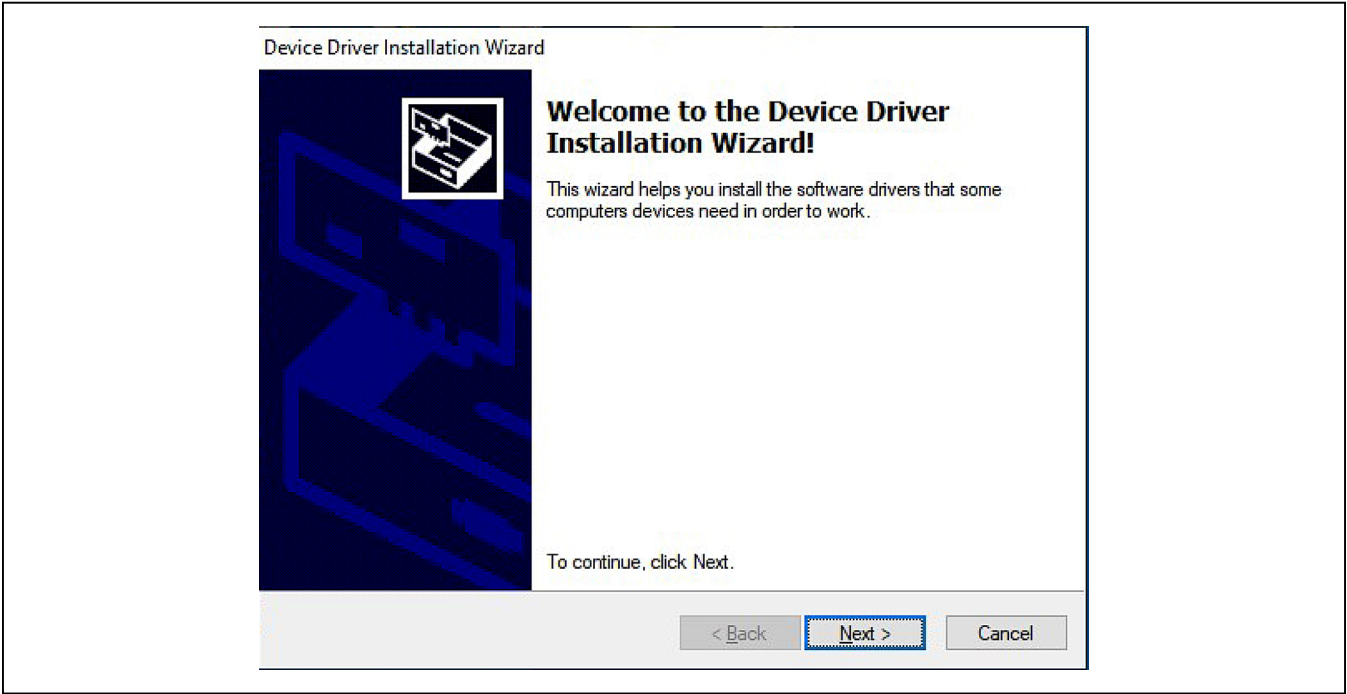 Device Driver Installation Wizard
Welcome to the Device Driver
Installation Wizard!
This wizard helps you install the software drivers that some
computers devices need in order to work.
To continue, click Next.
< Back
Next >
Cancel